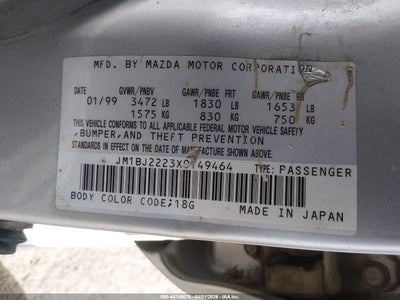 MFD. BY MAZDA MOTOR CORPORATION
DATE GVWR/PNBV GAWR/PNBE FRT GAWR/PNBE RR
01/99 3472 LB 1830 LB 1653 LB
1575 KG 830 KG 750 KG
THIS VEHICLE CONFORMS TO ALL APPLICABLE FEDERAL MOTOR VEHICLE SAFETY
,BUMPER,AND THEFT PREVENTION
STANDARDS IN EFFECT ON THE DATE OF MANUFACTURE SHOWN ABOVE.
JM1BJ2223X0149464 TYPE: PASSENGER
BODY COLOR CODE;18G
MADE IN JAPAN